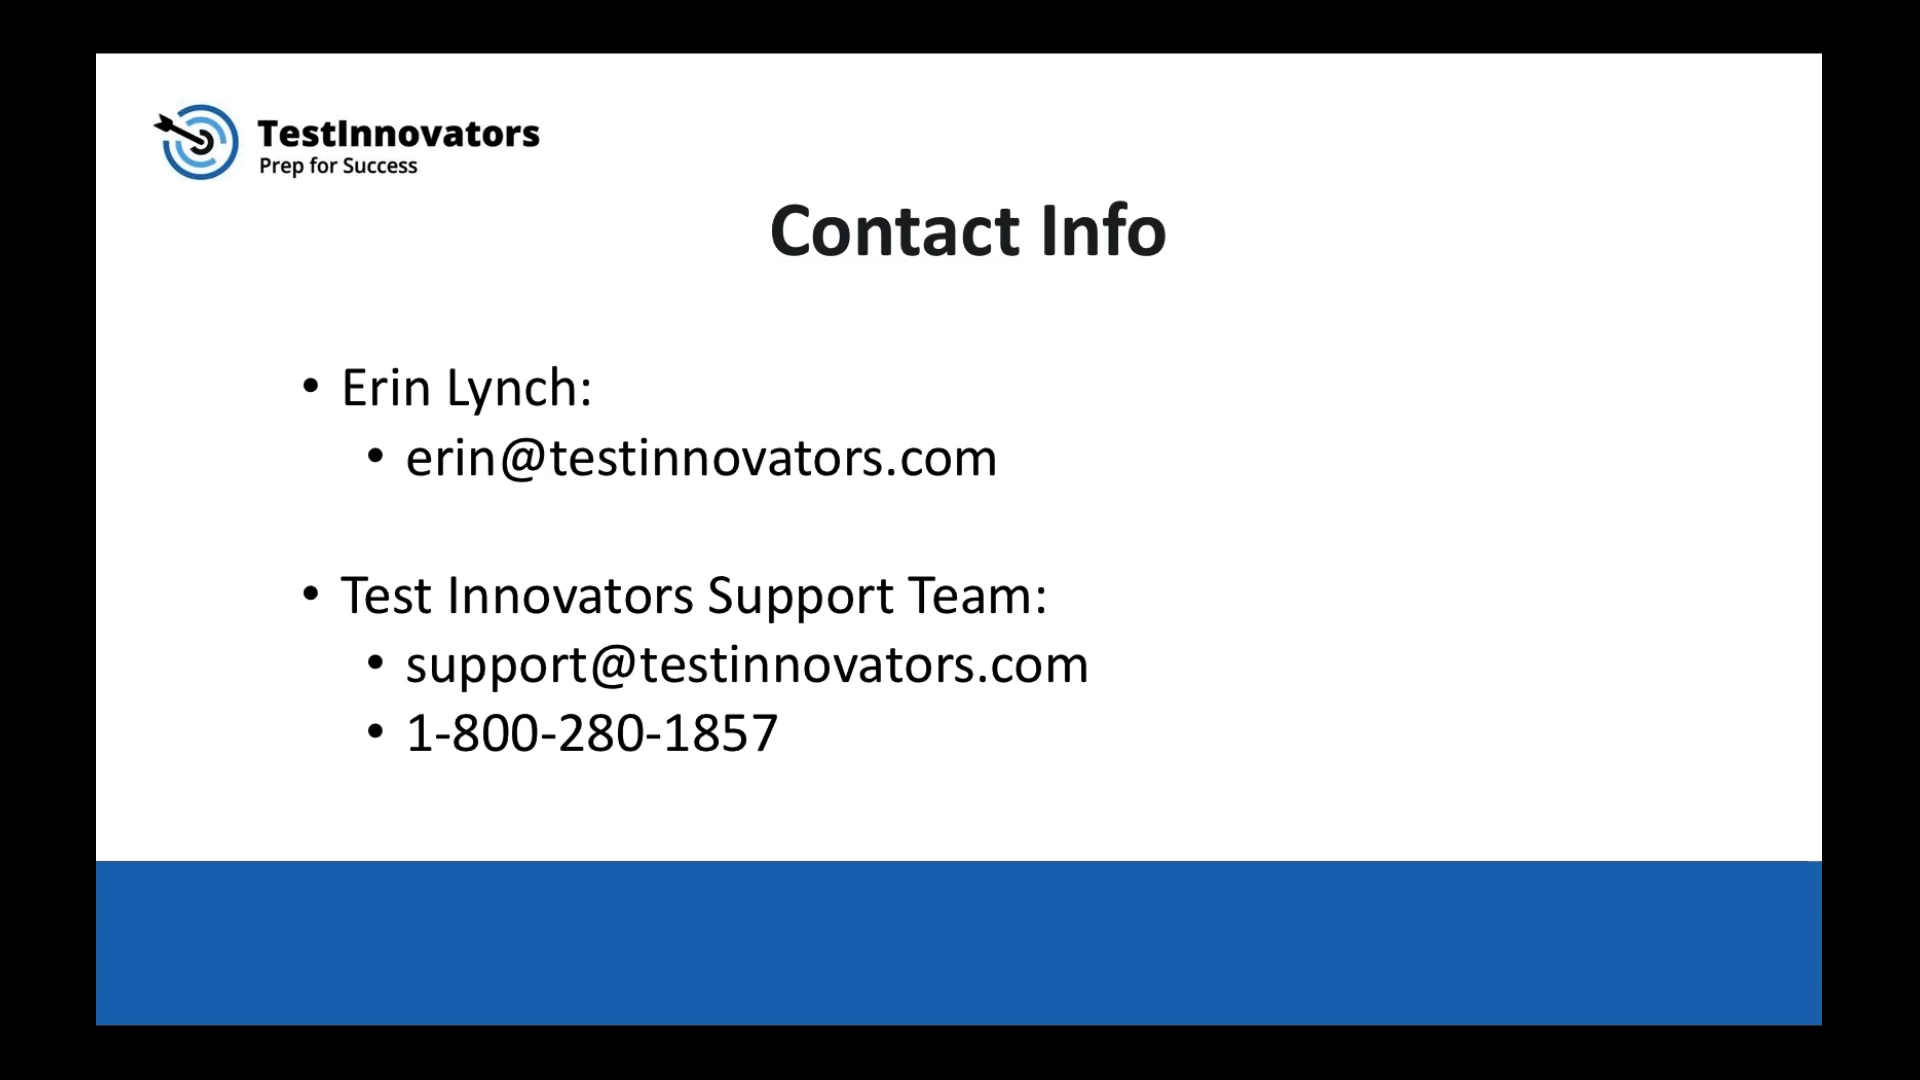 TestInnovators
Prep for Success
Contact Info
• Erin Lynch:
• erin@testinnovators.com
• Test Innovators Support Team:
• support@testinnovators.com
• 1-800-280-1857